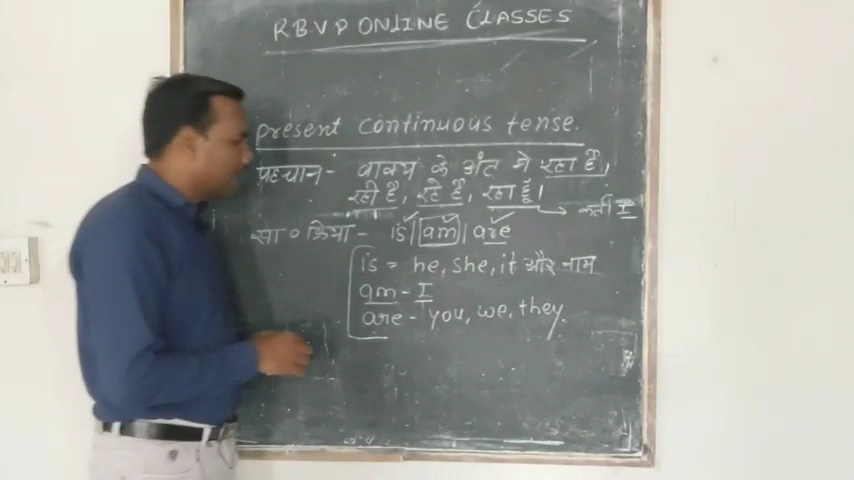 R.B.V.P ONLINE CLASSES
present continuous tense.
पहचान- वाक्य के अंत मे रहा है,
रही है, रहे हैं, रहा हूँ। → कर्ता I
सा० क्रिया- is | am | are
is = he, she, it और नाम
am - I
are - you, we, they.